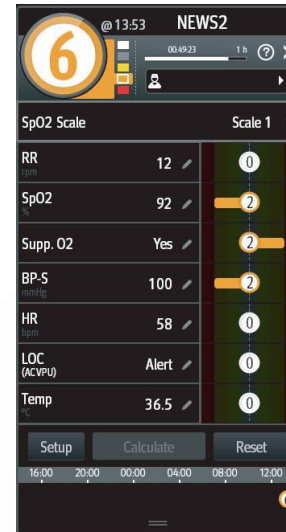 @ 13:53 NEWS2
6
00:49:23 1 h ?
SpO2 Scale Scale 1
RR 12 0
rpm
SpO2 92 2
%
Supp. O2 Yes 2
BP-S 100 2
mmHg
HR 58 0
bpm
LOC Alert 0
(ACVPU)
Temp 36.5 0
°C
Setup Calculate Reset
16:00 20:00 00:00 04:00 08:00 12:00